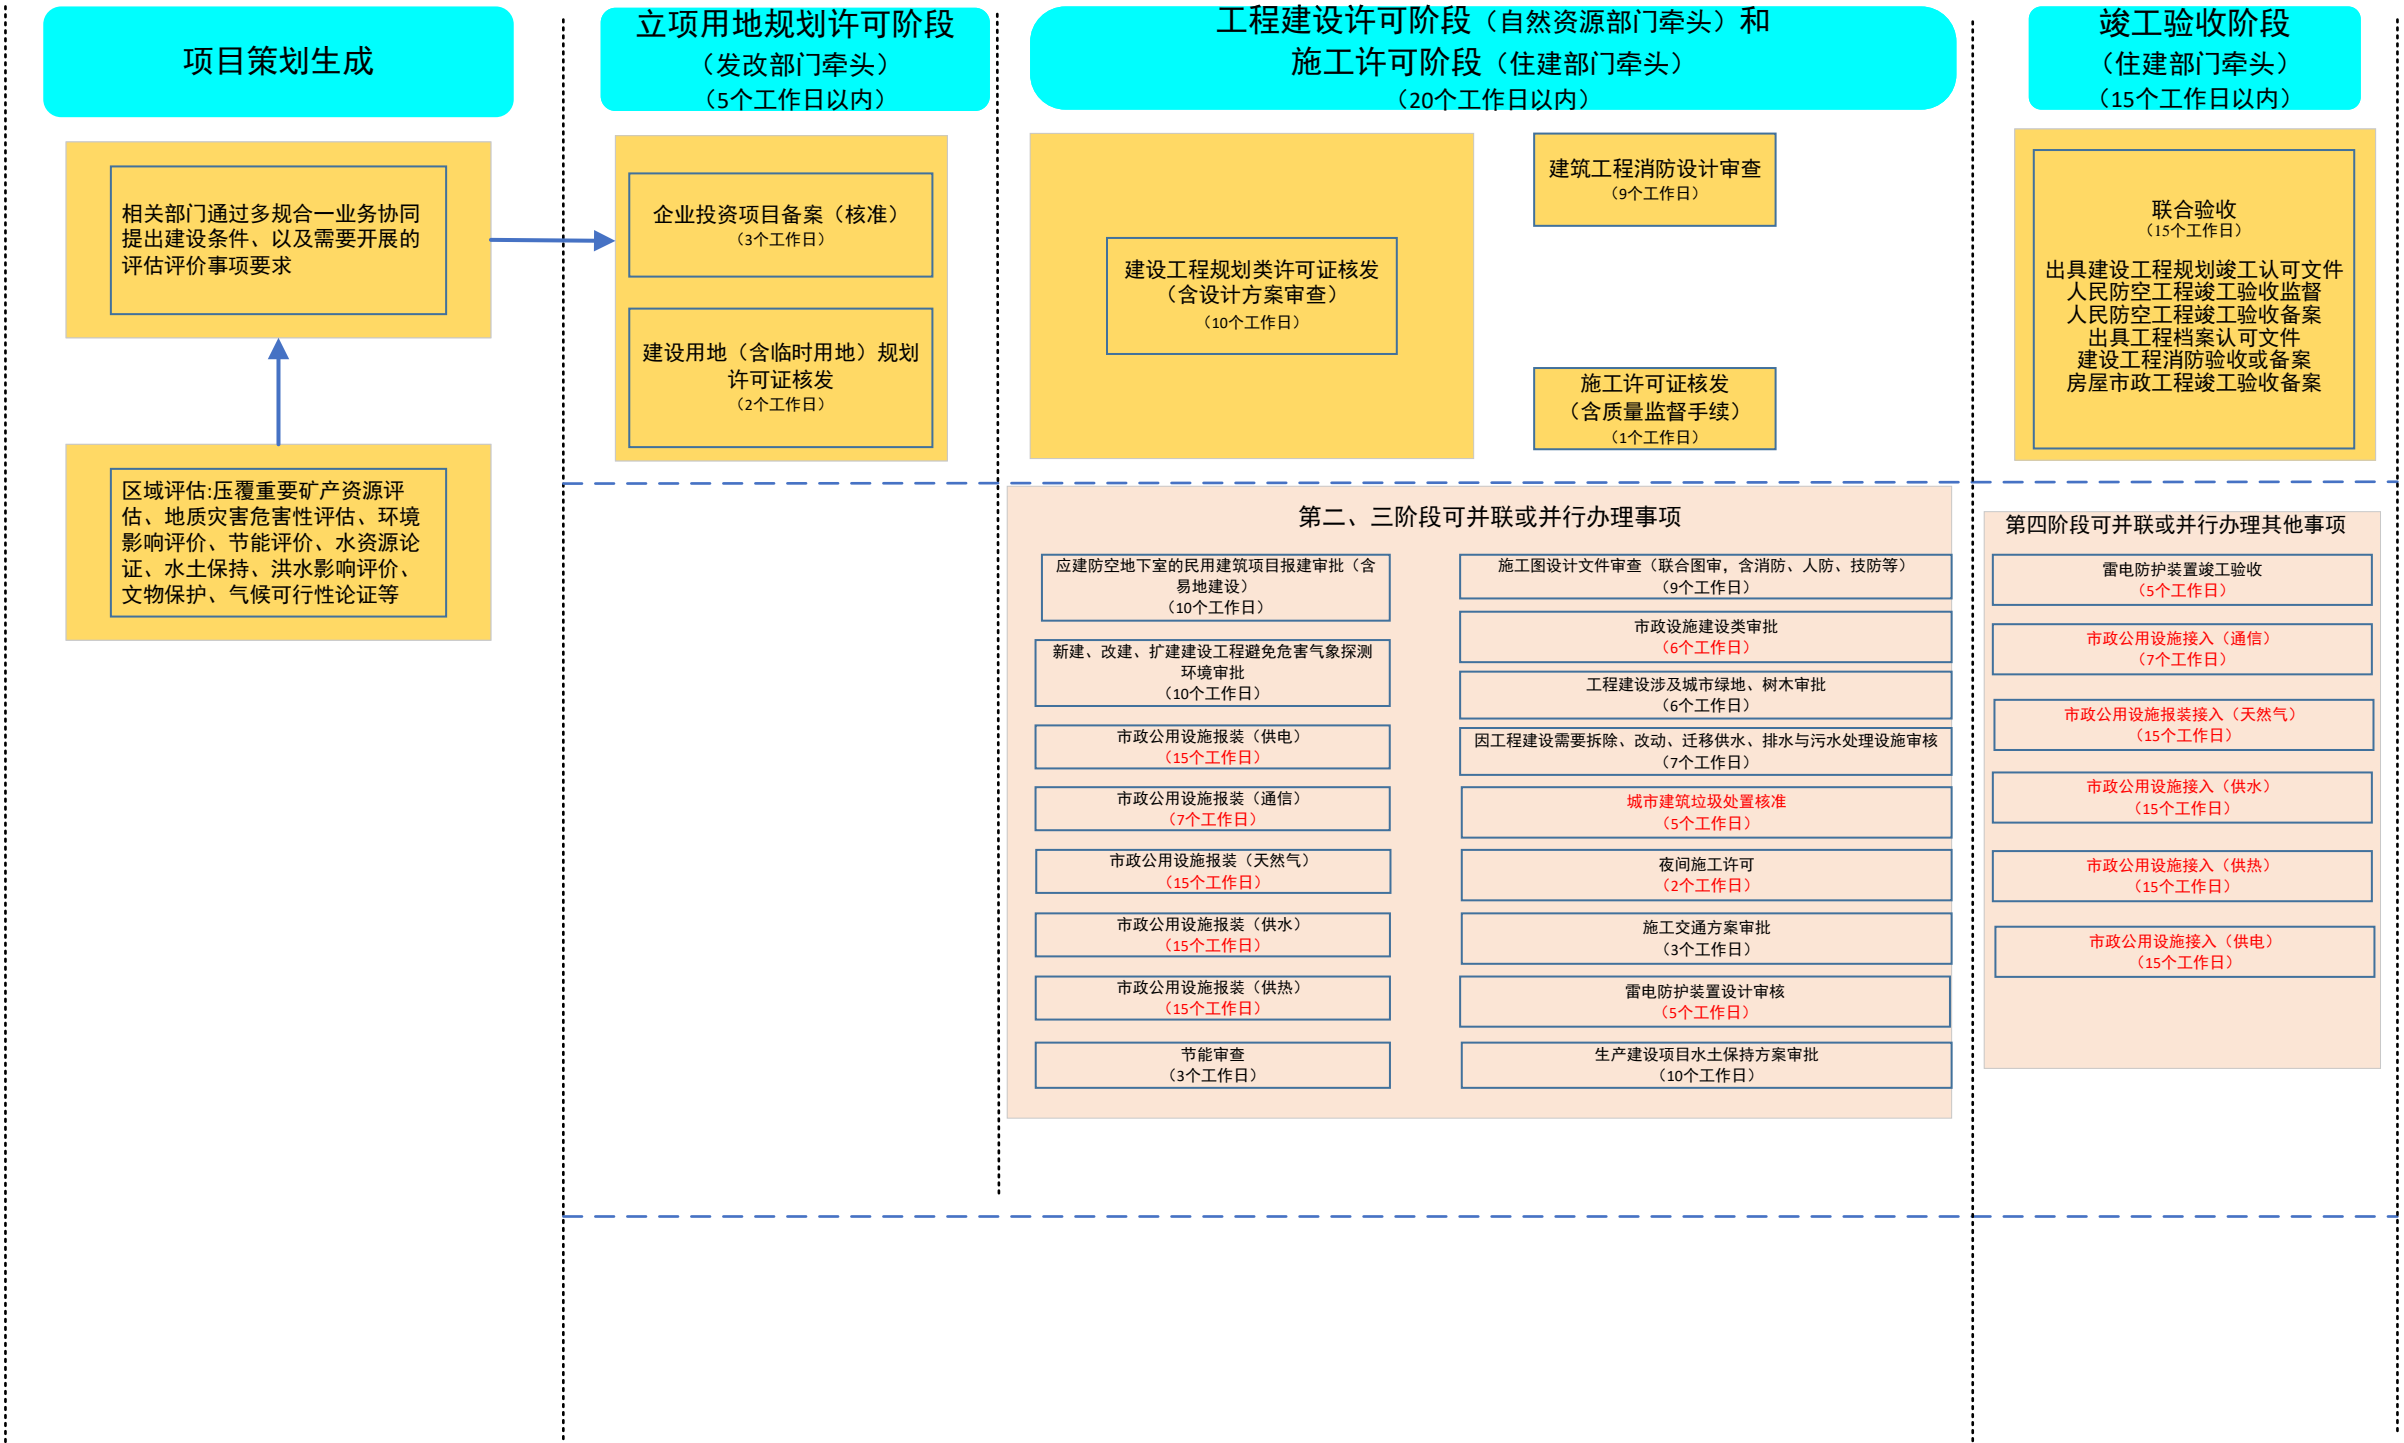 项目策划生成
相关部门通过多规合一业务协同
提出建设条件、以及需要开展的
评估评价事项要求
区域评估:压覆重要矿产资源评
估、地质灾害危害性评估、环境
影响评价、节能评价、水资源论
证、水土保持、洪水影响评价、
文物保护、气候可行性论证等
立项用地规划许可阶段
（发改部门牵头）
（5个工作日以内）
企业投资项目备案（核准）
（3个工作日）
建设用地（含临时用地）规划
许可证核发
（2个工作日）
工程建设许可阶段（自然资源部门牵头）和
施工许可阶段（住建部门牵头）
（20个工作日以内）
建设工程规划类许可证核发
（含设计方案审查）
（10个工作日）
建筑工程消防设计审查
（9个工作日）
施工许可证核发
（含质量监督手续）
（1个工作日）
第二、三阶段可并联或并行办理事项
应建防空地下室的民用建筑项目报建审批（含
易地建设）
（10个工作日）
新建、改建、扩建建设工程避免危害气象探测
环境审批
（10个工作日）
市政公用设施报装（供电）
（15个工作日）
市政公用设施报装（通信）
（7个工作日）
市政公用设施报装（天然气）
（15个工作日）
市政公用设施报装（供水）
（15个工作日）
市政公用设施报装（供热）
（15个工作日）
节能审查
（3个工作日）
施工图设计文件审查（联合图审，含消防、人防、技防等）
（9个工作日）
市政设施建设类审批
（6个工作日）
工程建设涉及城市绿地、树木审批
（6个工作日）
因工程建设需要拆除、改动、迁移供水、排水与污水处理设施审核
（7个工作日）
城市建筑垃圾处置核准
（5个工作日）
夜间施工许可
（2个工作日）
施工交通方案审批
（3个工作日）
雷电防护装置设计审核
（5个工作日）
生产建设项目水土保持方案审批
（10个工作日）
竣工验收阶段
（住建部门牵头）
（15个工作日以内）
联合验收
（15个工作日）
出具建设工程规划竣工认可文件
人民防空工程竣工验收监督
人民防空工程竣工验收备案
出具工程档案认可文件
建设工程消防验收或备案
房屋市政工程竣工验收备案
第四阶段可并联或并行办理其他事项
雷电防护装置竣工验收
（5个工作日）
市政公用设施接入（通信）
（7个工作日）
市政公用设施报装接入（天然气）
（15个工作日）
市政公用设施接入（供水）
（15个工作日）
市政公用设施接入（供热）
（15个工作日）
市政公用设施接入（供电）
（15个工作日）